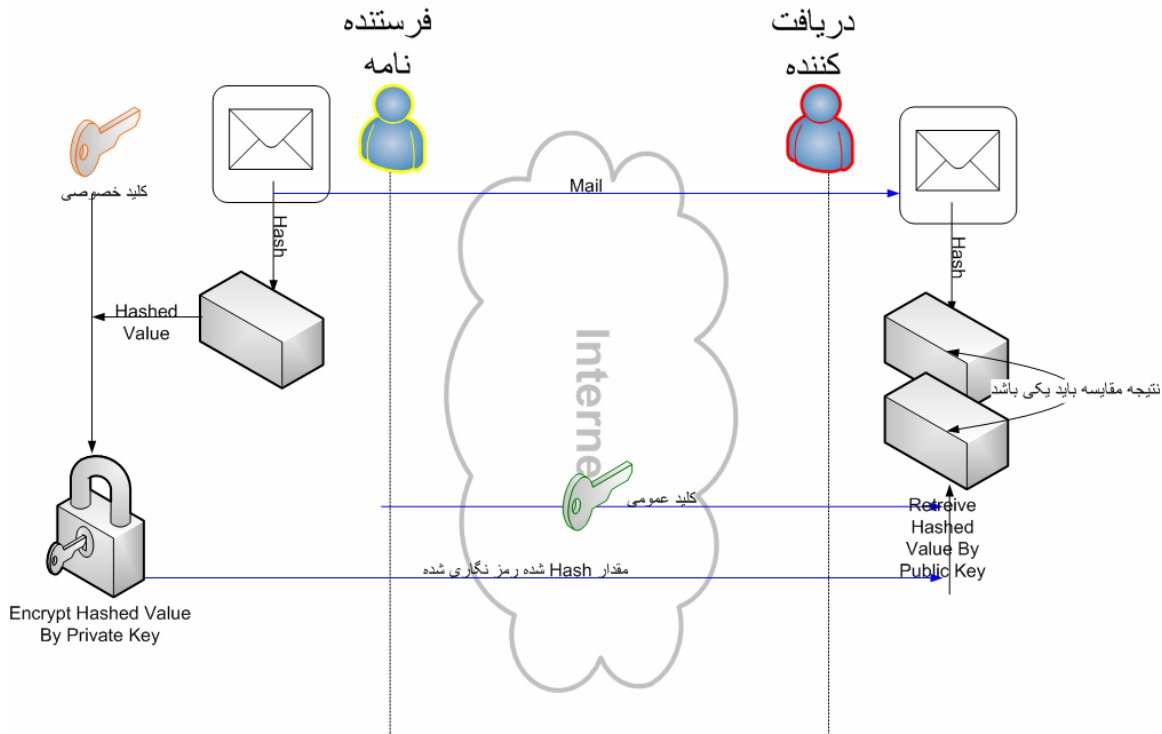 فرستنده
نامه
دریافت
کننده
کلید خصوصی
Mail
Hash
Hash
Hashed
Value
Internet
نتیجه مقایسه باید یکی باشد
کلید عمومی
Retreive
Hashed
Value By
Public Key
مقدار Hash شده رمز نگاری شده
Encrypt Hashed Value
By Private Key